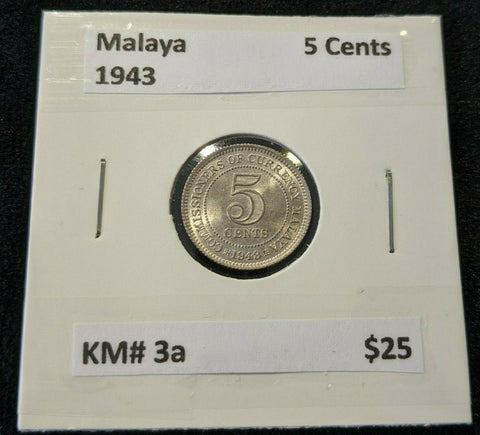 Malaya 5 Cents
1943
COMMISSIONERS OF CURRENCY MALAYA
5
CENTS
1943
KM# 3a $25